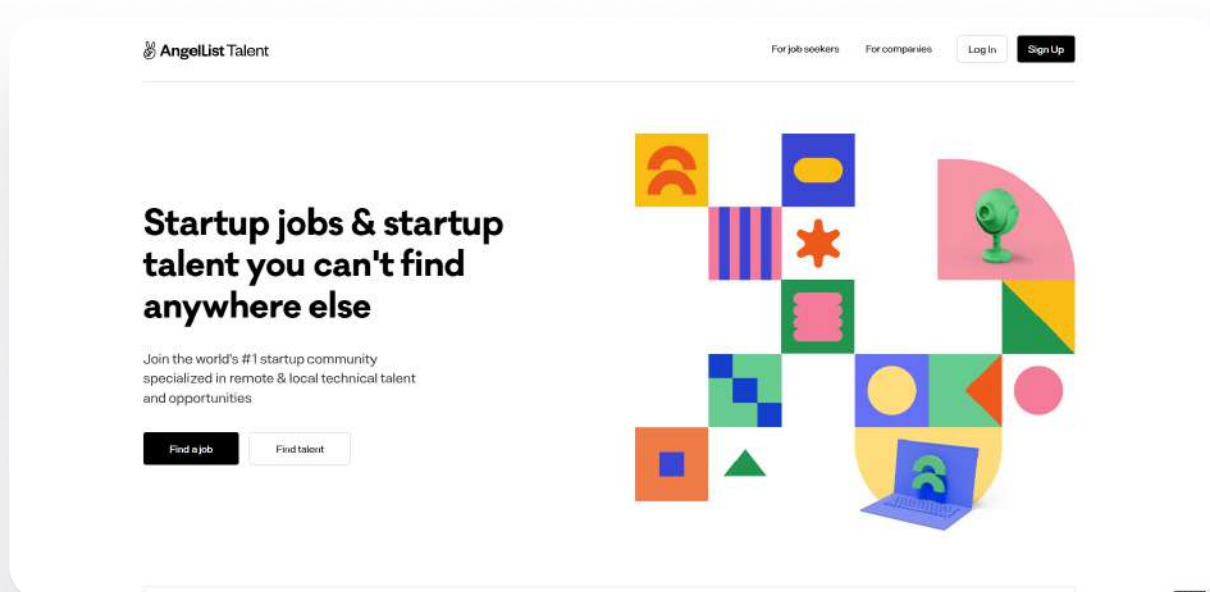 AngelList Talent
For job seekers
For companies
Log In
Sign Up
Startup jobs & startup
talent you can't find
anywhere else
Join the world's #1 startup community
specialized in remote & local technical talent
and opportunities
Find a job
Find talent